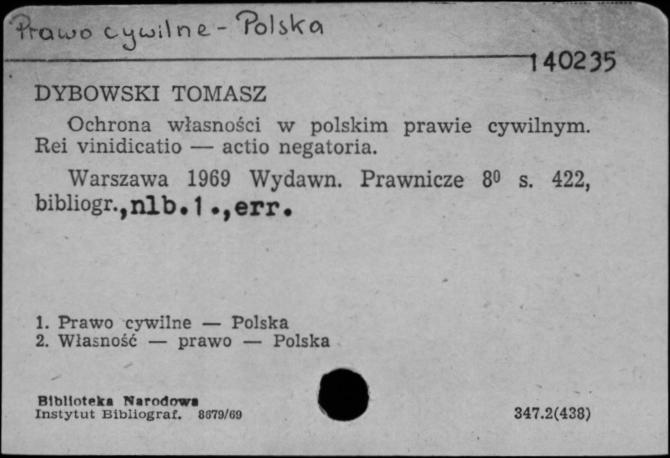 Prawo cywilne - Polska
140235
DYBOWSKI TOMASZ
Ochrona własności w polskim prawie cywilnym.
Rei vinidicatio — actio negatoria.
Warszawa 1969 Wydawn. Prawnicze 8⁰ s. 422,
bibliogr.,nlb.1.,err.
1. Prawo cywilne — Polska
2. Własność — prawo — Polska
Biblioteka Narodowa
Instytut Bibliograf. 8679/69
347.2(438)